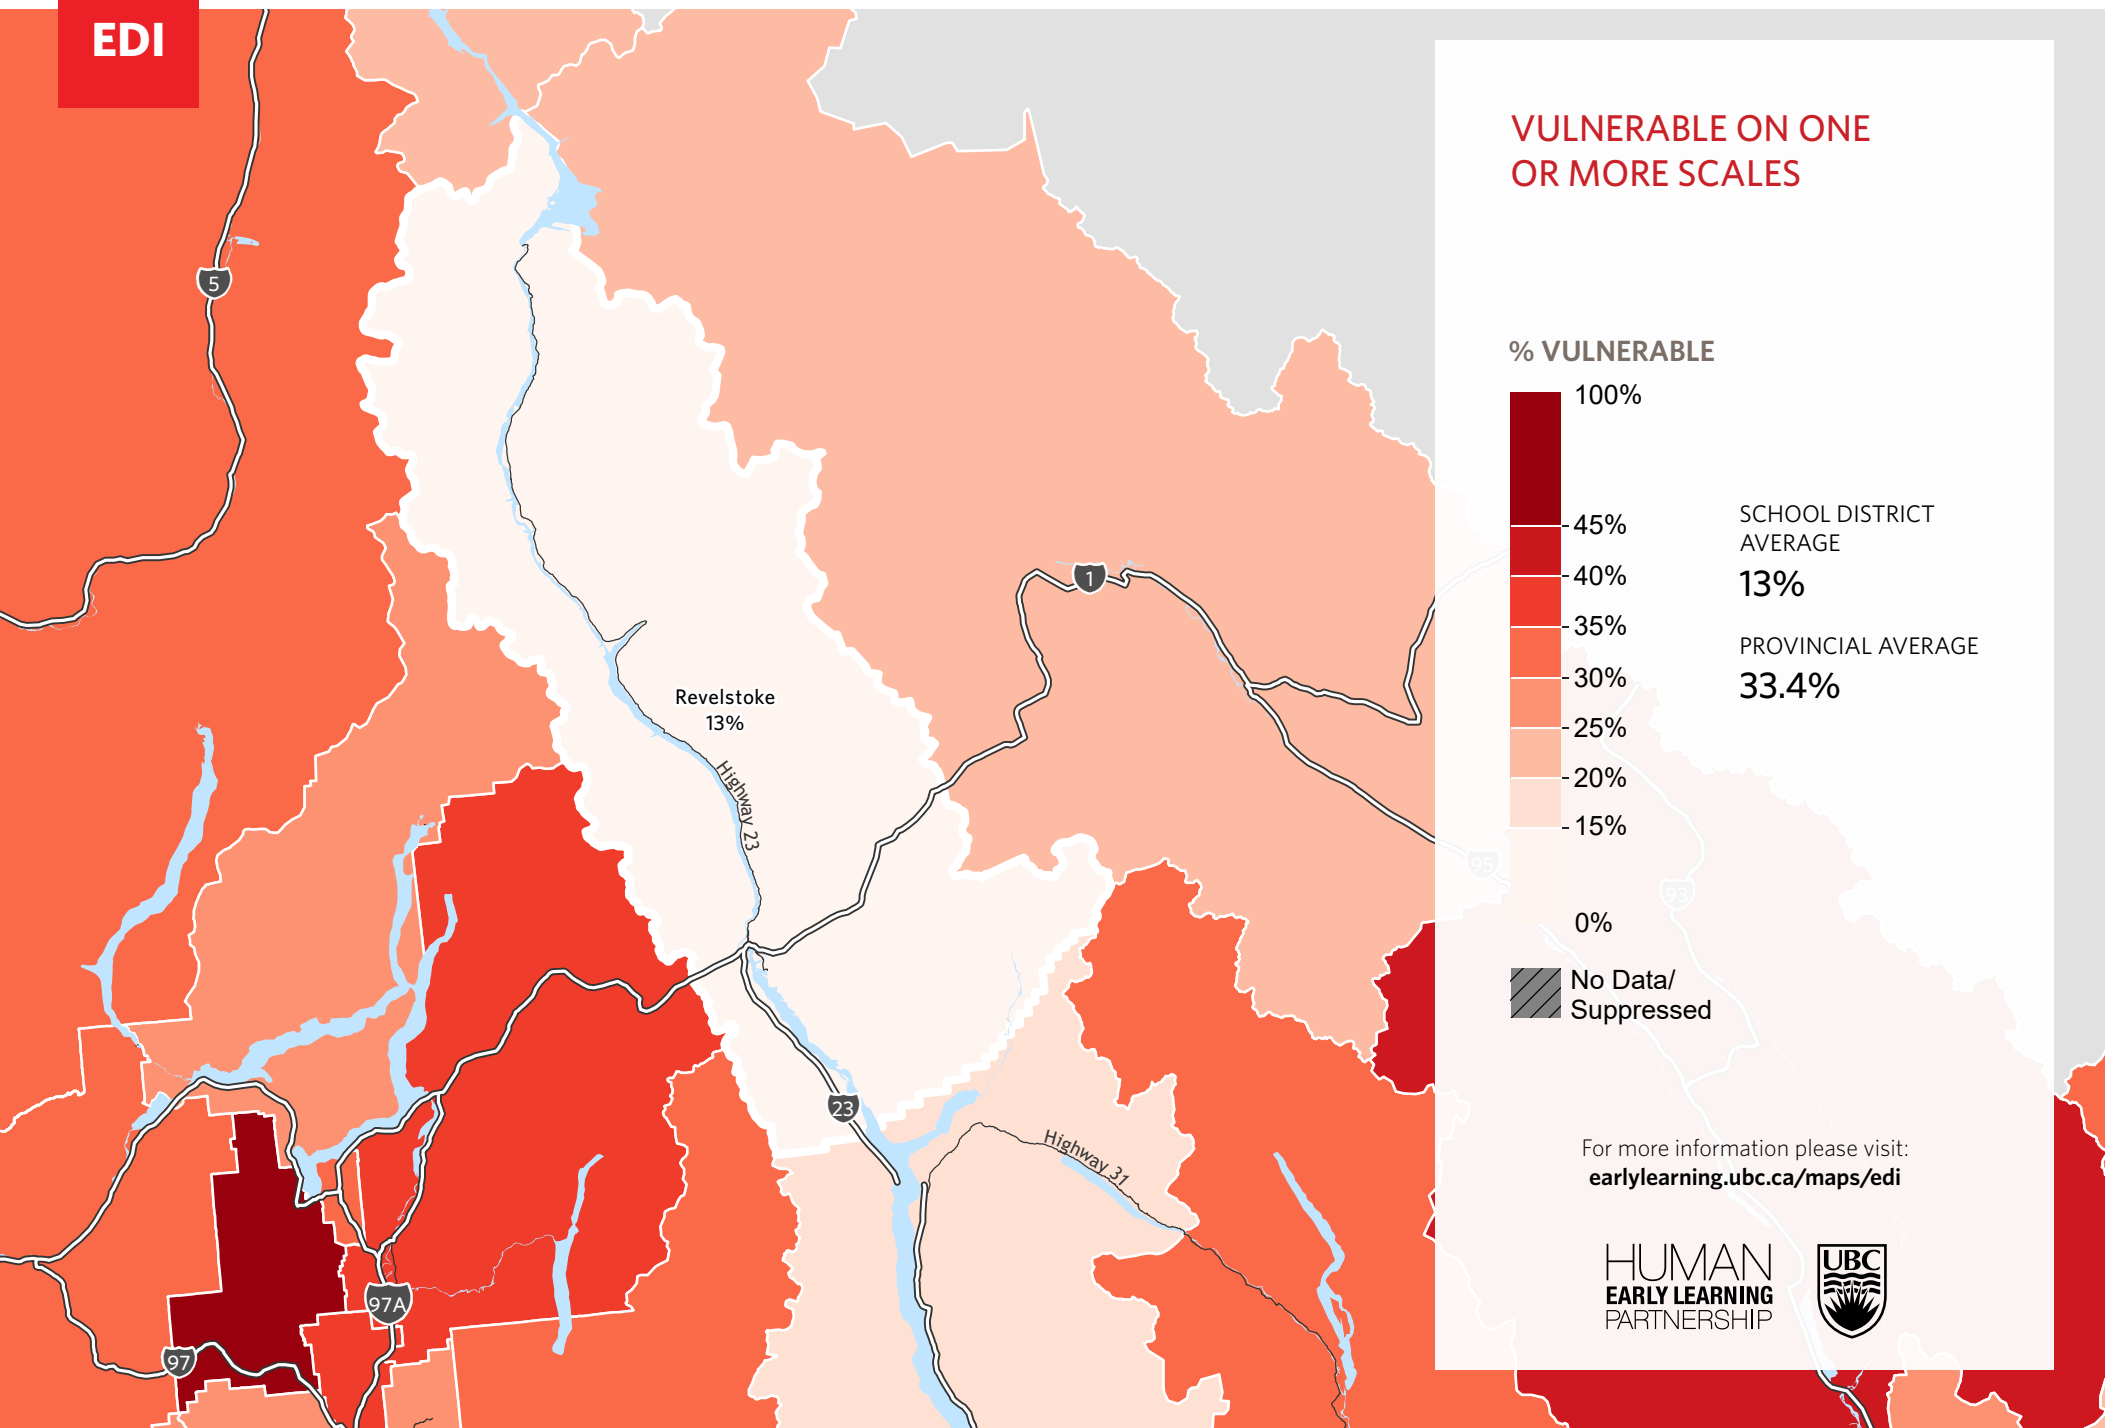 EDI
VULNERABLE ON ONE
OR MORE SCALES
% VULNERABLE
100%
45%
40%
35%
30%
25%
20%
15%
0%
No Data/
Suppressed
SCHOOL DISTRICT
AVERAGE
13%
PROVINCIAL AVERAGE
33.4%
5
1
95
93
Revelstoke
13%
Highway 23
23
Highway 31
97A
97
For more information please visit:
earlylearning.ubc.ca/maps/edi
HUMAN
EARLY LEARNING
PARTNERSHIP
UBC